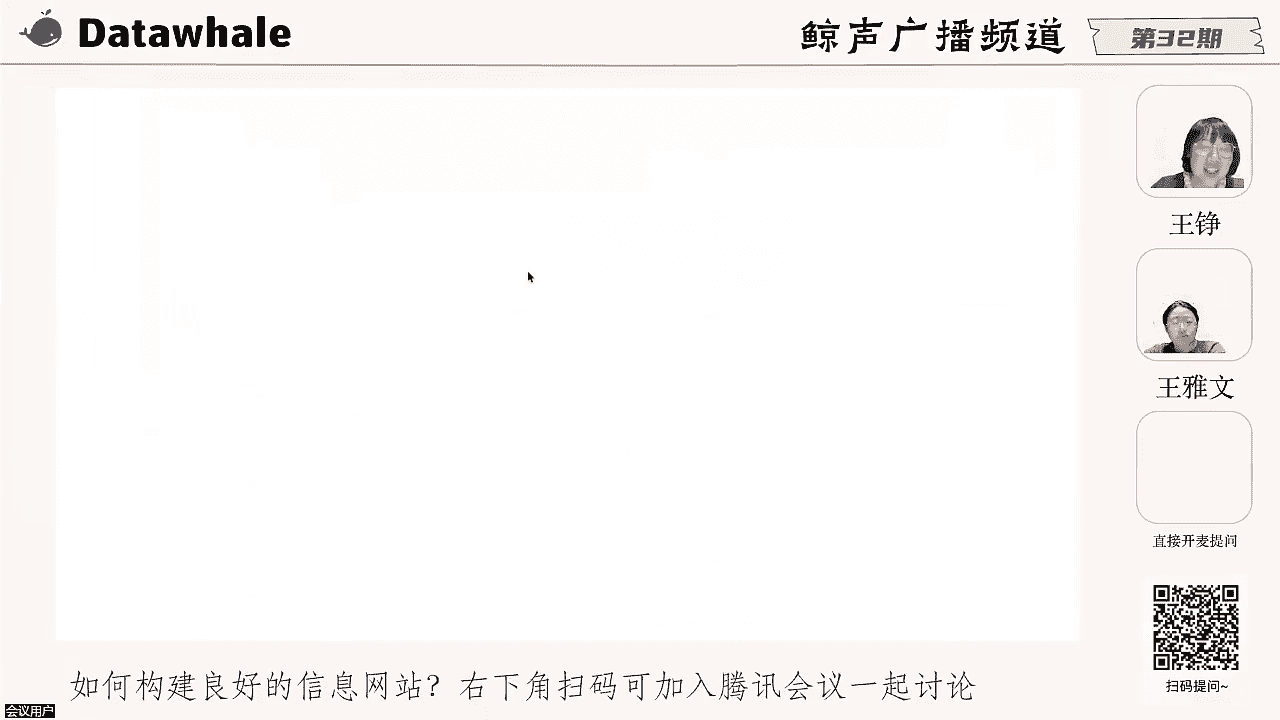 Datawhale
鲸声广播频道
第32期
王铮
王雅文
直接开麦提问
扫码提问~
如何构建良好的信息网站？右下角扫码可加入腾讯会议一起讨论
会议用户